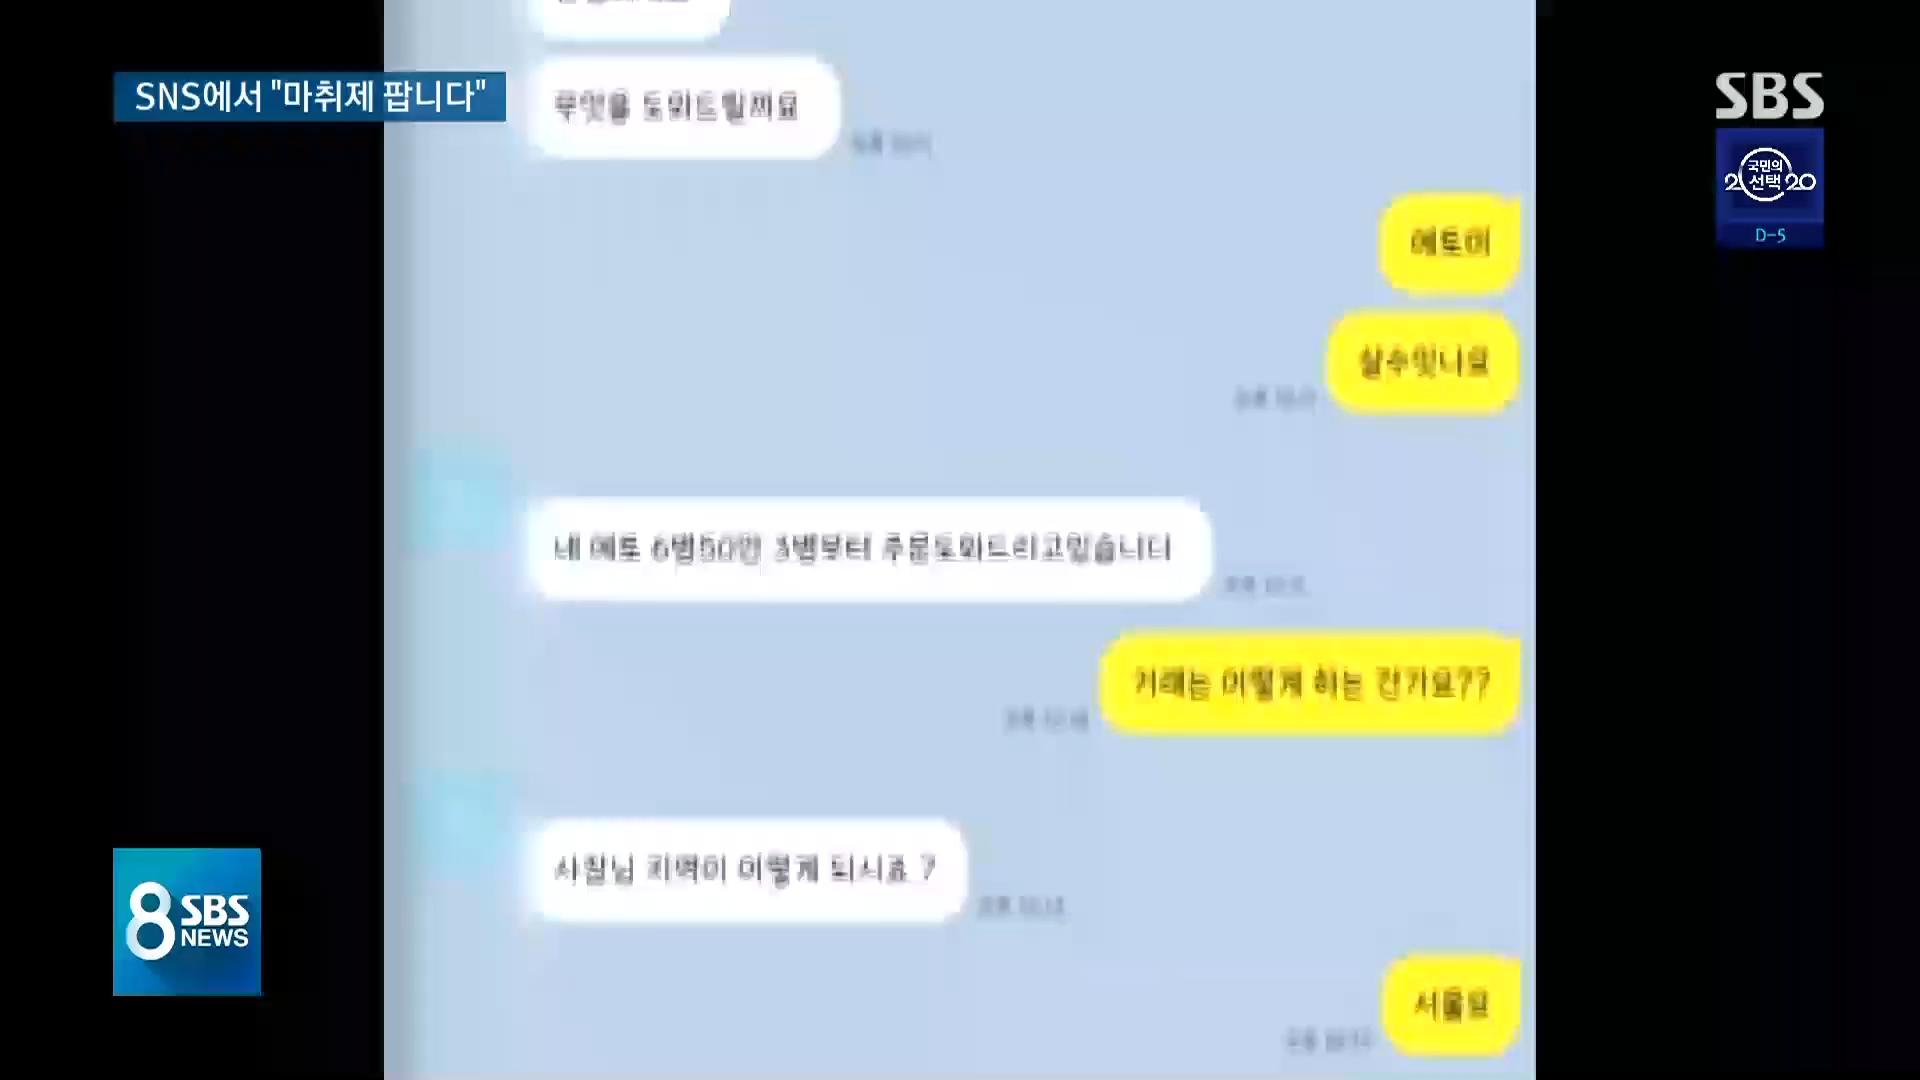 SNS에서 "마취제 팝니다"
SBS
국민의
선택
2020
D-5
무엇을 도와드릴까요
에토미
살수잇나요
네 에토 6병50만 3병부터 주문도와드리고있습니다
거래는 어떻게 하는 건가요??
사장님 지역이 어떻게 되시죠 ?
서울요
8 SBS
NEWS